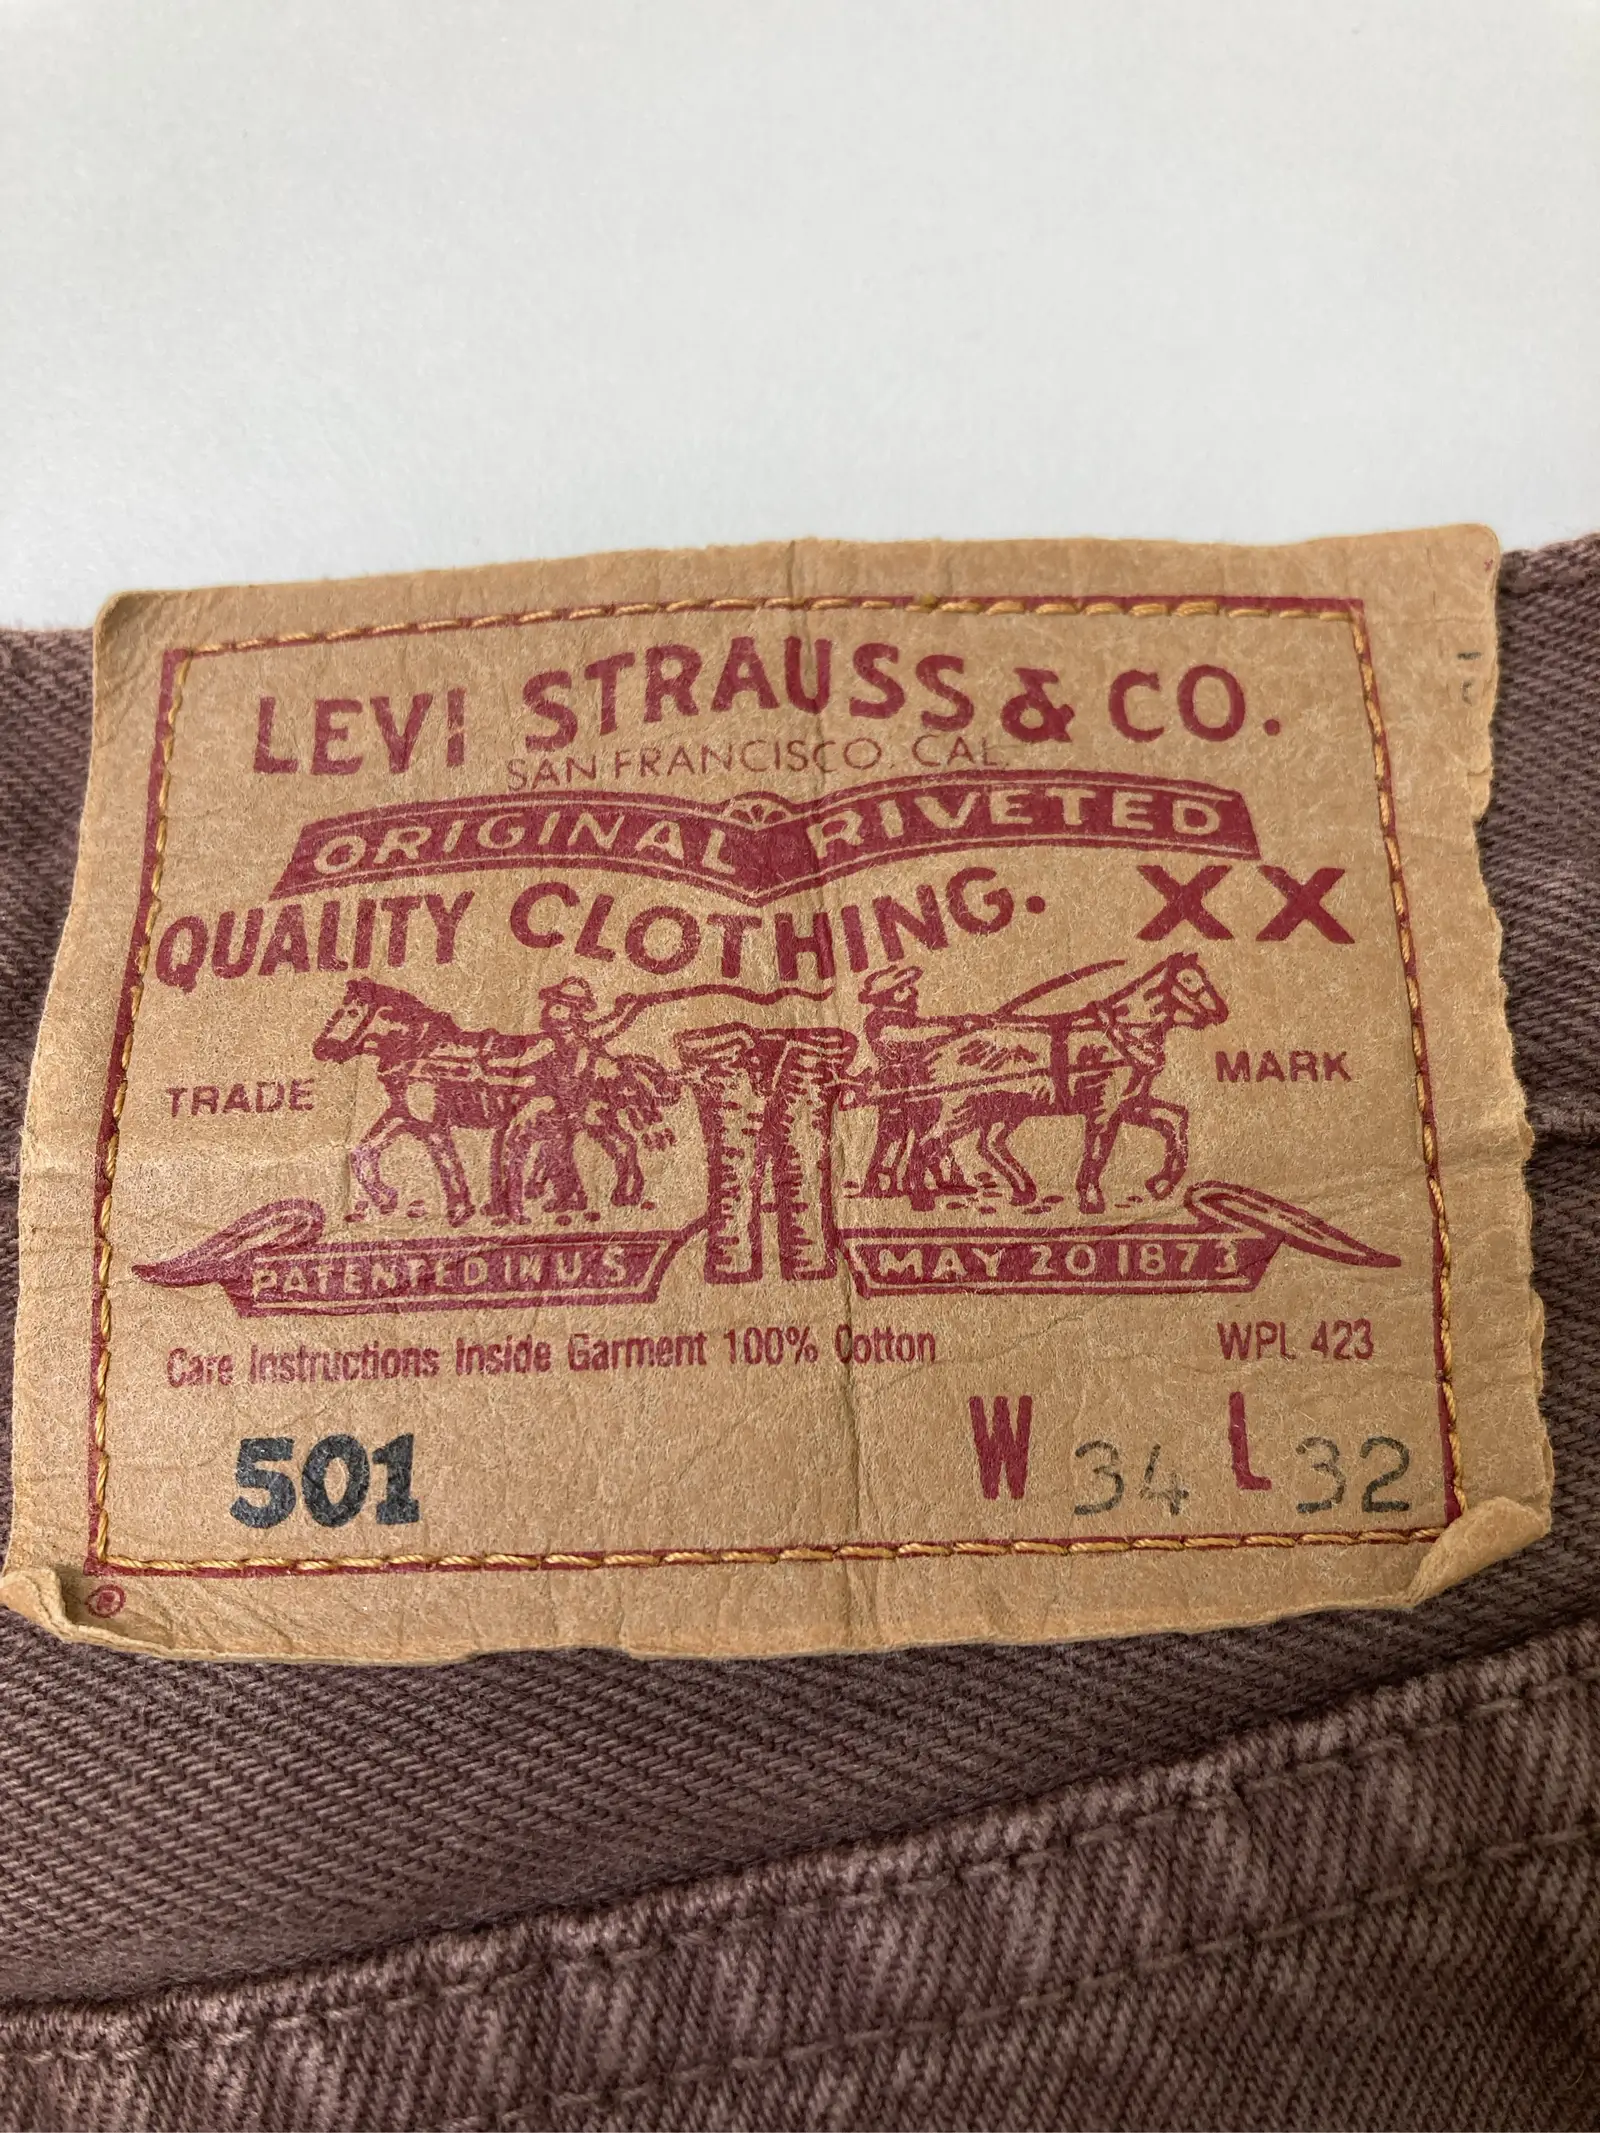 LEVI STRAUSS & CO.
SAN FRANCISCO, CAL.
ORIGINAL RIVETED
QUALITY CLOTHING. XX
TRADE MARK
PATENTED IN U.S MAY 20 1873
Care Instructions Inside Garment 100% Cotton WPL 423
501 W 34 L 32
®